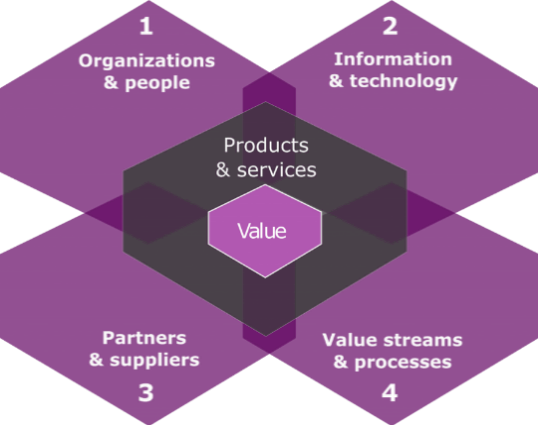 1
Organizations
& people
2
Information
& technology
Products
& services
Value
Partners
& suppliers
3
Value streams
& processes
4